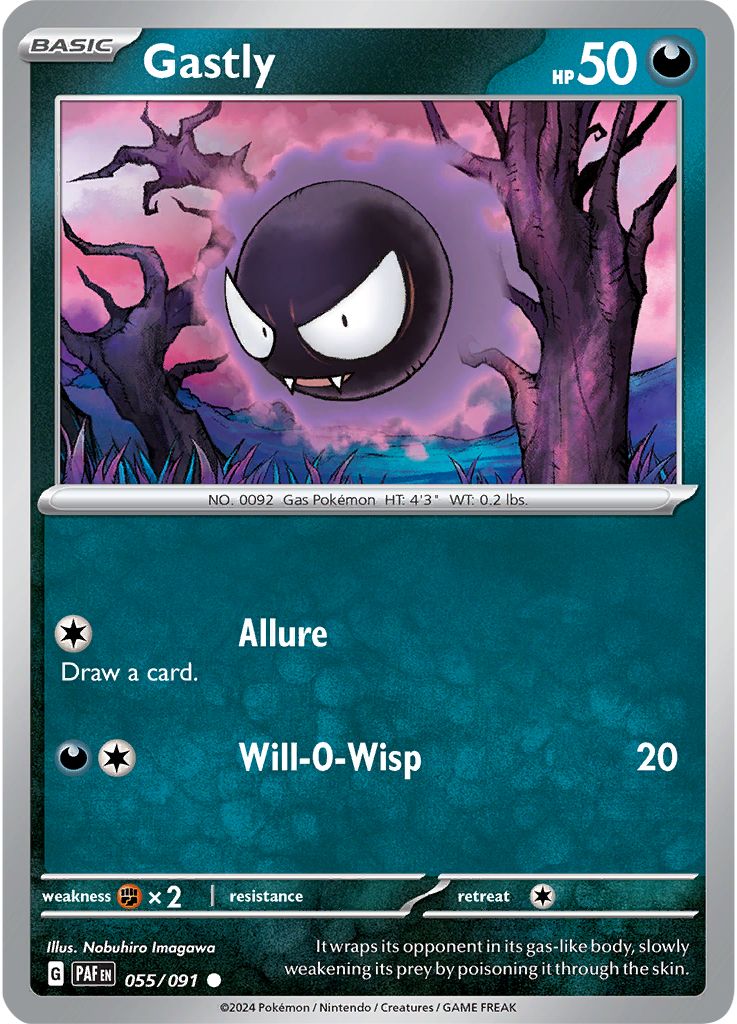 BASIC
Gastly
HP 50
NO. 0092 Gas Pokémon HT: 4'3" WT: 0.2 lbs.
Allure
Draw a card.
Will-O-Wisp 20
weakness ×2 resistance retreat
Illus. Nobuhiro Imagawa
It wraps its opponent in its gas-like body, slowly
weakening its prey by poisoning it through the skin.
G PAF EN 055/091
©2024 Pokémon / Nintendo / Creatures / GAME FREAK